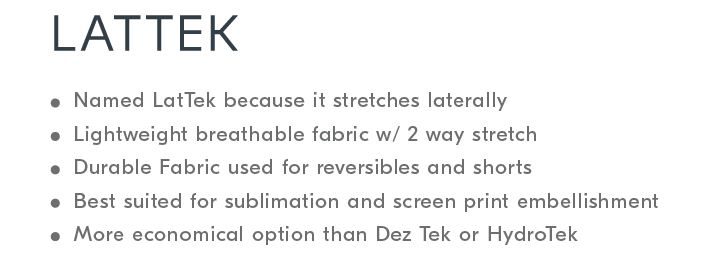 LATTEK
● Named LatTek because it stretches laterally
● Lightweight breathable fabric w/ 2 way stretch
● Durable Fabric used for reversibles and shorts
● Best suited for sublimation and screen print embellishment
● More economical option than Dez Tek or HydroTek